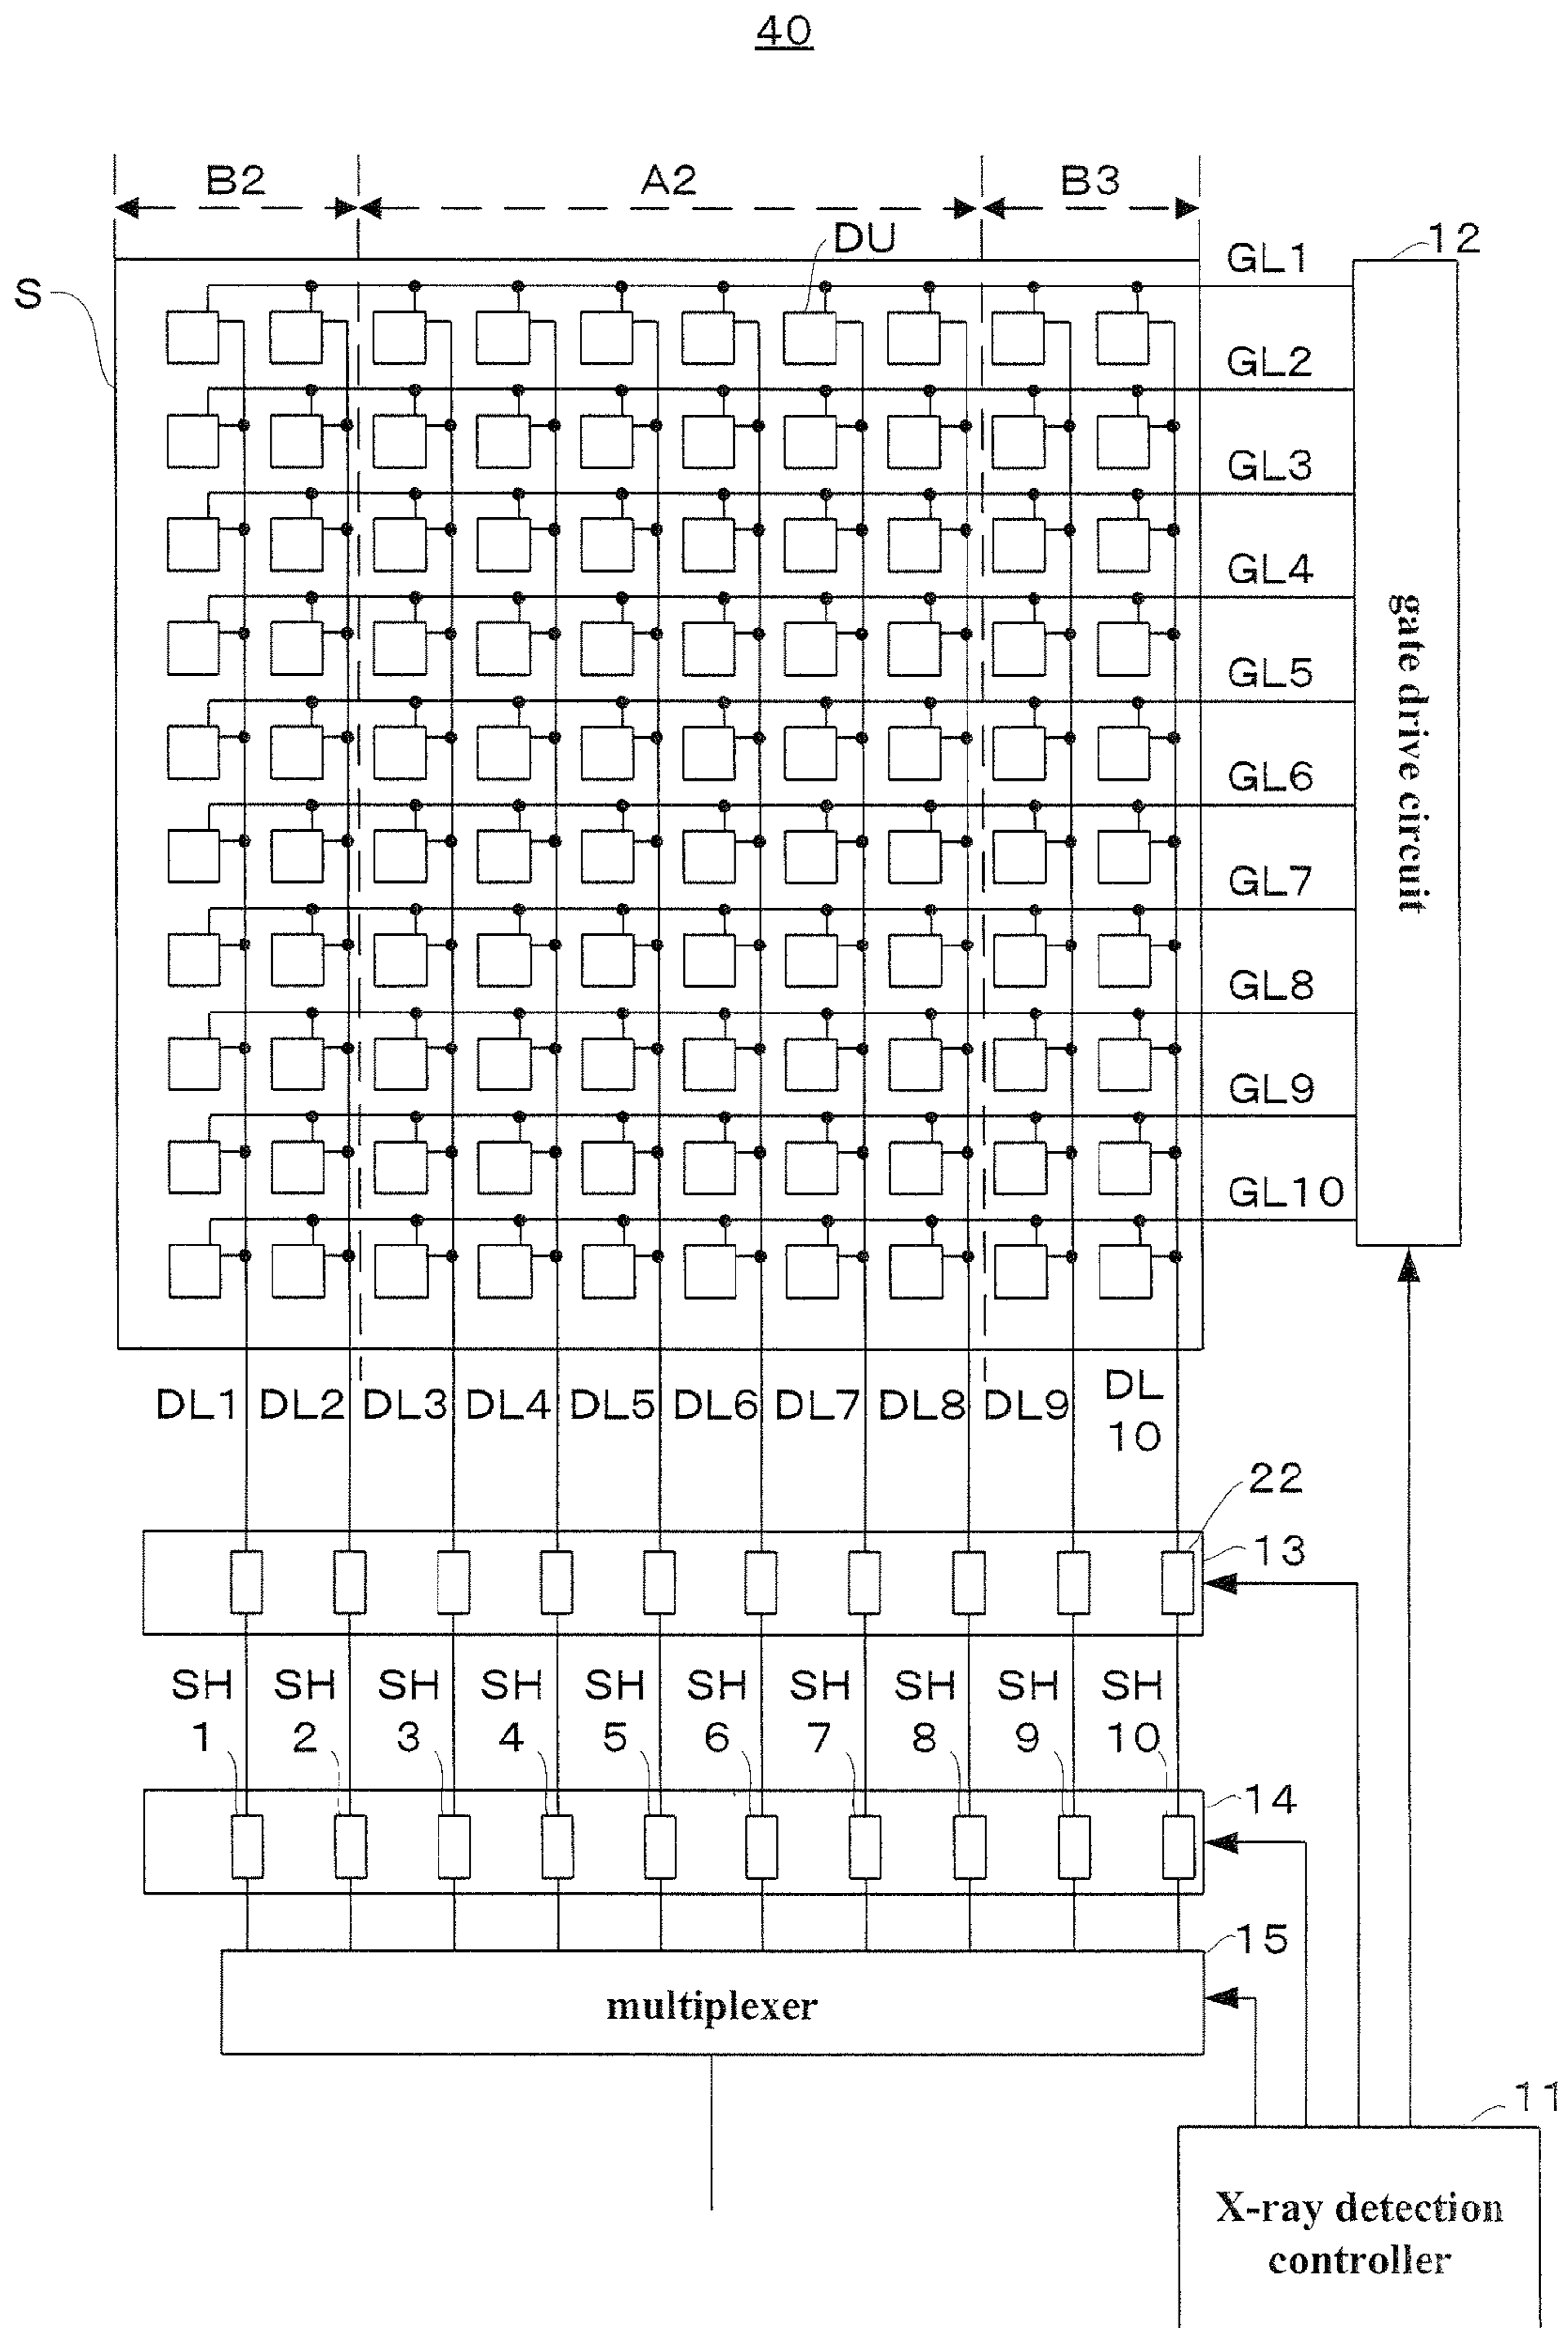 40
B2
A2
B3
DU
GL1
12
S
GL2
GL3
GL4
GL5
GL6
GL7
GL8
GL9
GL10
gate drive circuit
DL1 DL2 DL3 DL4 DL5 DL6 DL7 DL8 DL9 DL
10
22
13
SH SH SH SH SH SH SH SH SH SH
1 2 3 4 5 6 7 8 9 10
14
15
multiplexer
11
X-ray detection
controller